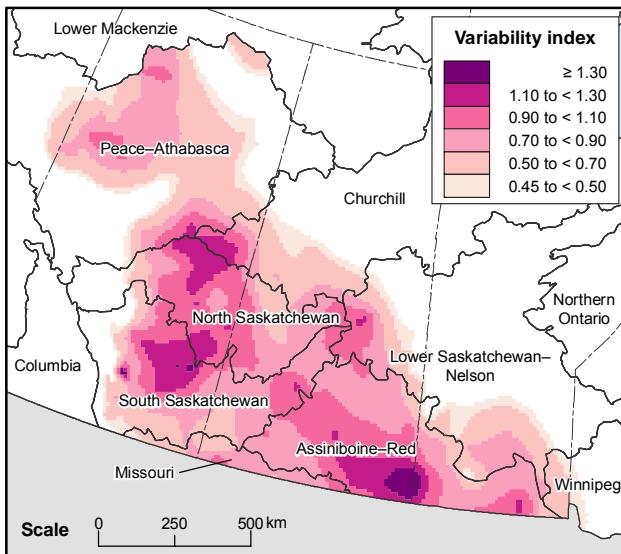 Lower Mackenzie
Variability index
≥ 1.30
1.10 to < 1.30
0.90 to < 1.10
0.70 to < 0.90
0.50 to < 0.70
0.45 to < 0.50
Peace–Athabasca
Churchill
North Saskatchewan
Northern
Ontario
Columbia
Lower Saskatchewan–
Nelson
South Saskatchewan
Assiniboine–Red
Missouri
Winnipeg
Scale
0 250 500 km